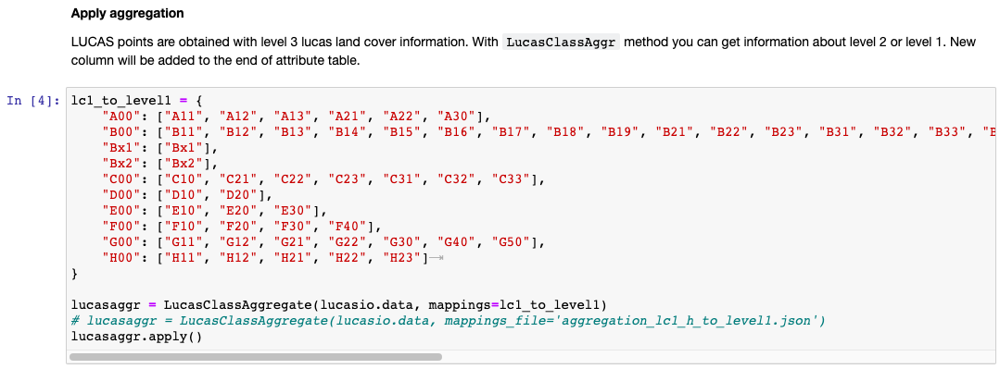 Apply aggregation
LUCAS points are obtained with level 3 lucas land cover information. With LucasClassAggr method you can get information about level 2 or level 1. New
column will be added to the end of attribute table.
In [4]: lc1_to_level1 = {
"A00": ["A11", "A12", "A13", "A21", "A22", "A30"],
"B00": ["B11", "B12", "B13", "B14", "B15", "B16", "B17", "B18", "B19", "B21", "B22", "B23", "B31", "B32", "B33",
"Bx1": ["Bx1"],
"Bx2": ["Bx2"],
"C00": ["C10", "C21", "C22", "C23", "C31", "C32", "C33"],
"D00": ["D10", "D20"],
"E00": ["E10", "E20", "E30"],
"F00": ["F10", "F20", "F30", "F40"],
"G00": ["G11", "G12", "G21", "G22", "G30", "G40", "G50"],
"H00": ["H11", "H12", "H21", "H22", "H23"]
}
lucasaggr = LucasClassAggregate(lucasio.data, mappings=lc1_to_level1)
# lucasaggr = LucasClassAggregate(lucasio.data, mappings_file='aggregation_lc1_h_to_level1.json')
lucasaggr.apply()